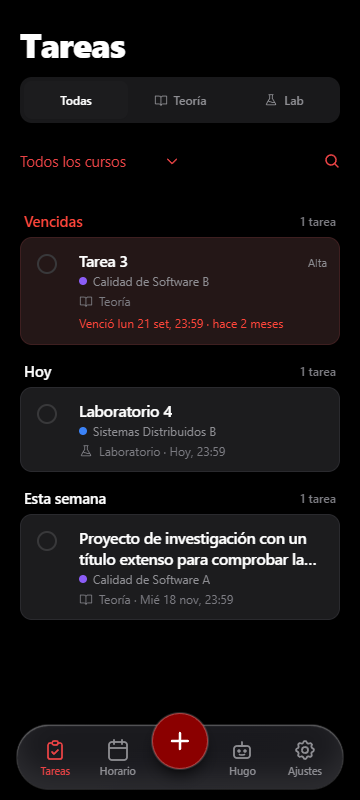 Tareas
Todas
Teoría
Lab
Todos los cursos
Vencidas
1 tarea
Tarea 3
Alta
Calidad de Software B
Teoría
Venció lun 21 set, 23:59 · hace 2 meses
Hoy
1 tarea
Laboratorio 4
Sistemas Distribuidos B
Laboratorio · Hoy, 23:59
Esta semana
1 tarea
Proyecto de investigación con un
título extenso para comprobar la...
Calidad de Software A
Teoría · Mié 18 nov, 23:59
Tareas
Horario
Hugo
Ajustes